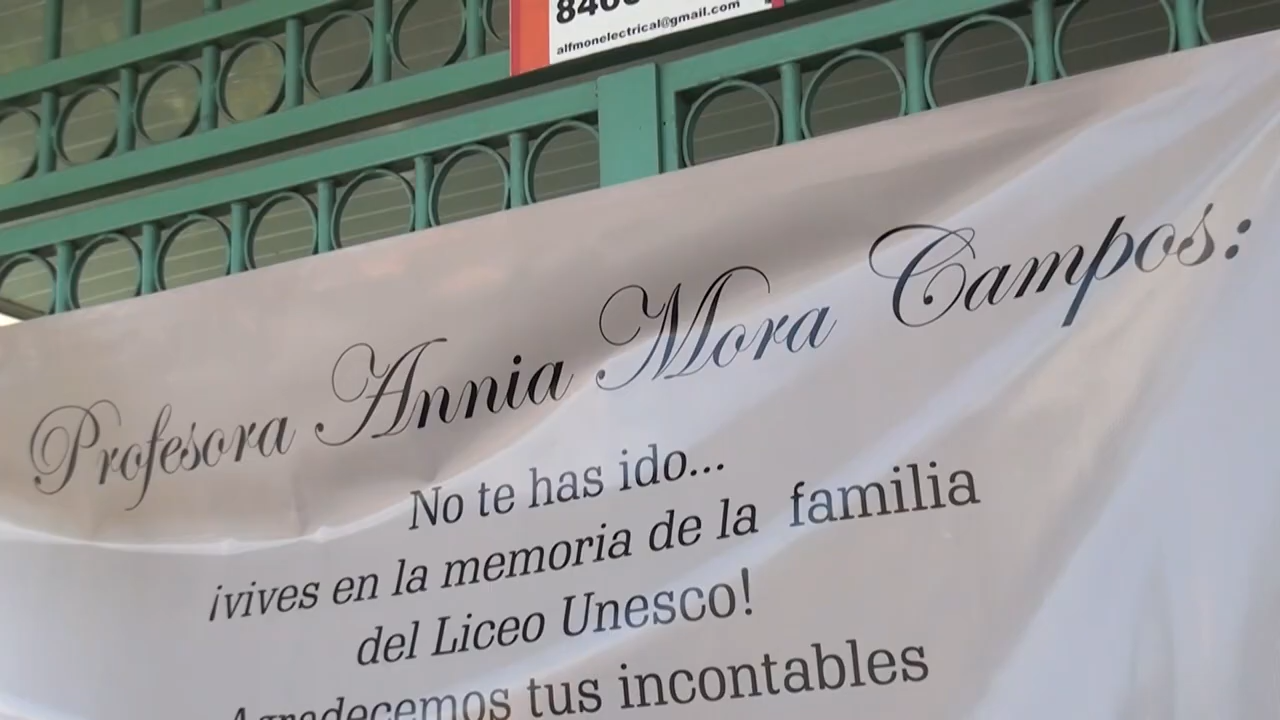 alfmonelectrical@gmail.com
Profesora Annia Mora Campos:
No te has ido...
¡vives en la memoria de la familia
del Liceo Unesco!
Agradecemos tus incontables